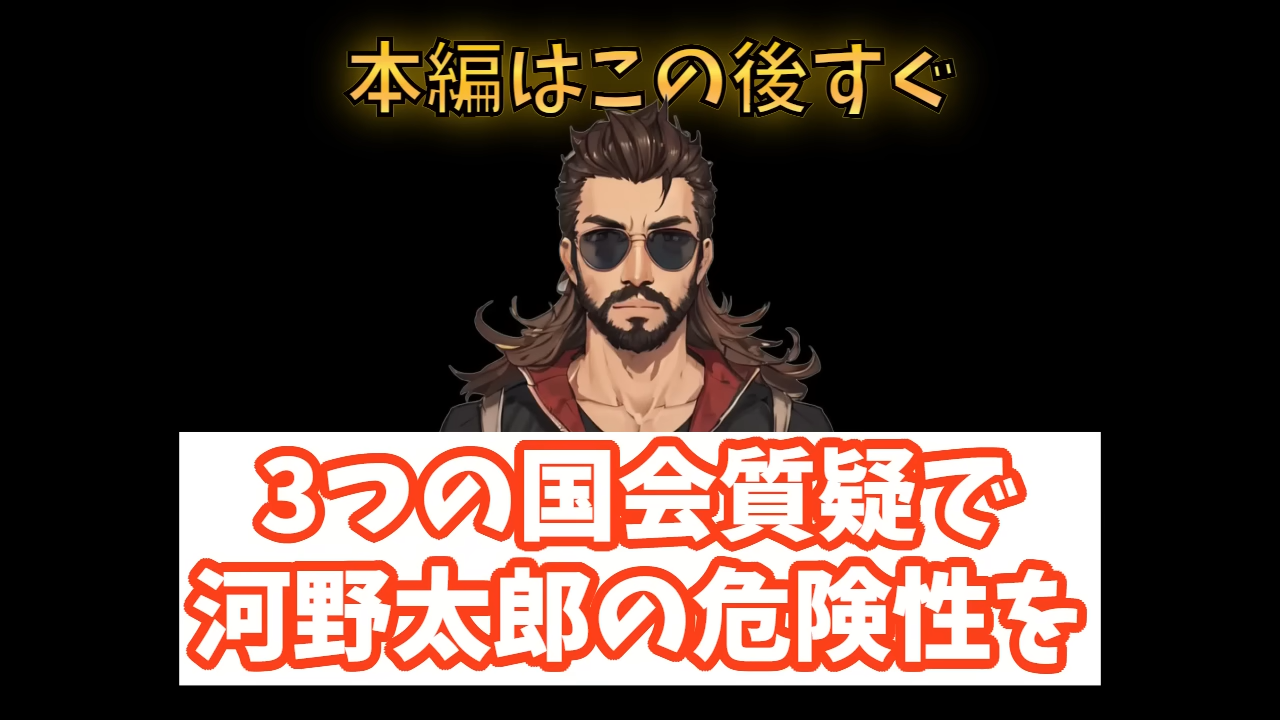 本編はこの後すぐ
3つの国会質疑で
河野太郎の危険性を